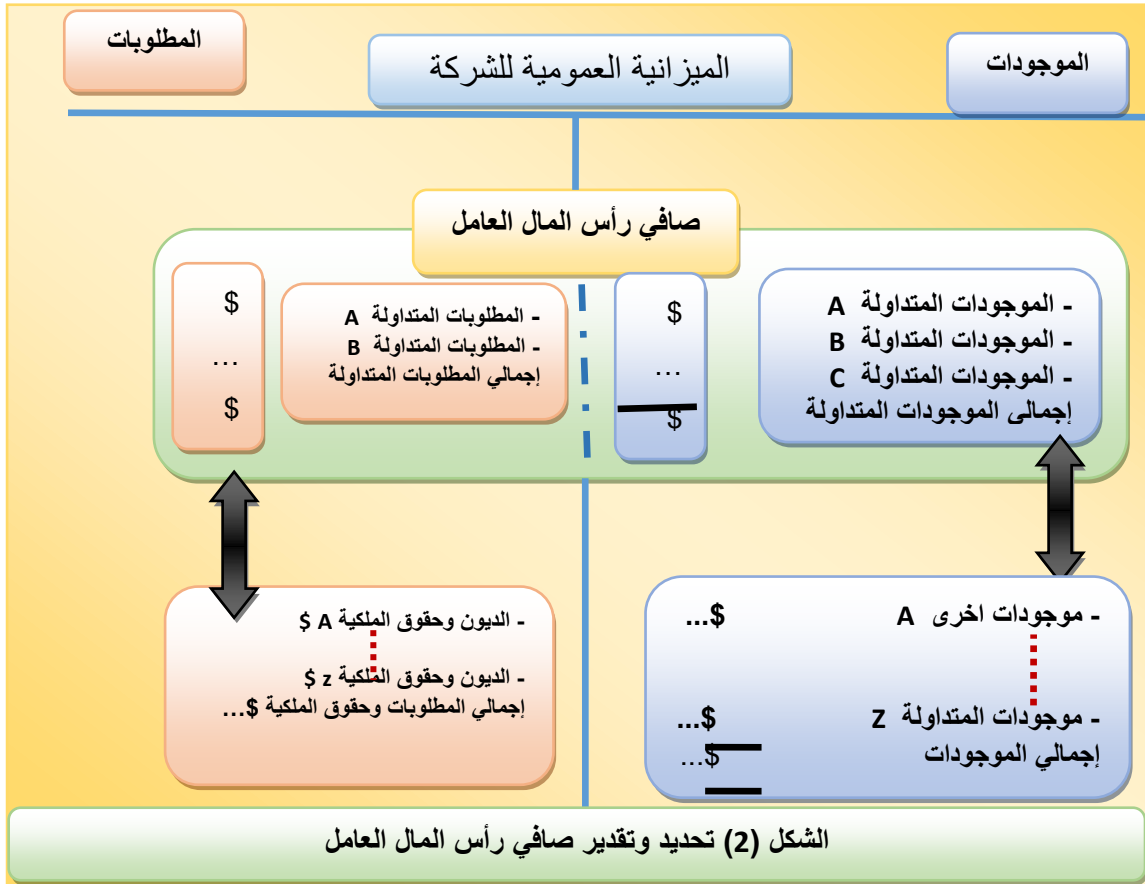 الموجودات
الميزانية العمومية للشركة
المطلوبات
صافي رأس المال العامل
- الموجودات المتداولة A
- الموجودات المتداولة B
- الموجودات المتداولة C
إجمالي الموجودات المتداولة
$
...
$
- المطلوبات المتداولة A
- المطلوبات المتداولة B
إجمالي المطلوبات المتداولة
$
...
$
- موجودات اخرى A $...
- موجودات المتداولة Z $...
إجمالي الموجودات $...
- الديون وحقوق الملكية A $
- الديون وحقوق الملكية z $
إجمالي المطلوبات وحقوق الملكية $...
الشكل (2) تحديد وتقدير صافي رأس المال العامل